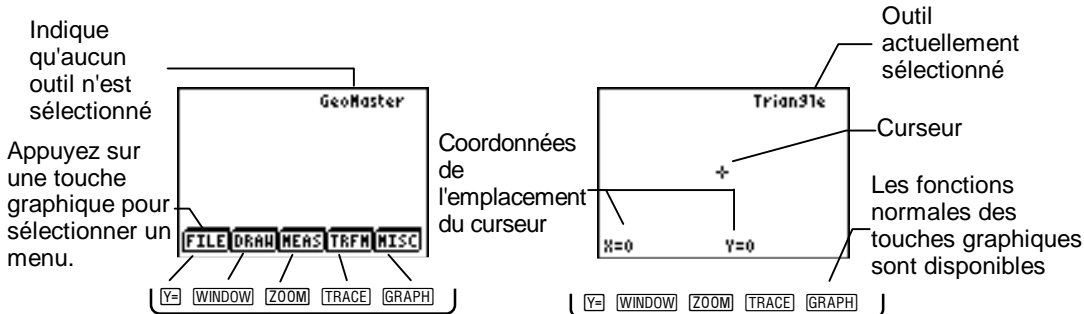 Indique
qu'aucun
outil n'est
sélectionné
GeoMaster
Appuyez sur
une touche
graphique pour
sélectionner un
menu.
FILE DRAW MEAS TRFM MISC
Y= WINDOW ZOOM TRACE GRAPH
Outil
actuellement
sélectionné
Triangle
Curseur
Coordonnées
de
l'emplacement
du curseur
X=0 Y=0
Les fonctions
normales des
touches graphiques
sont disponibles
Y= WINDOW ZOOM TRACE GRAPH